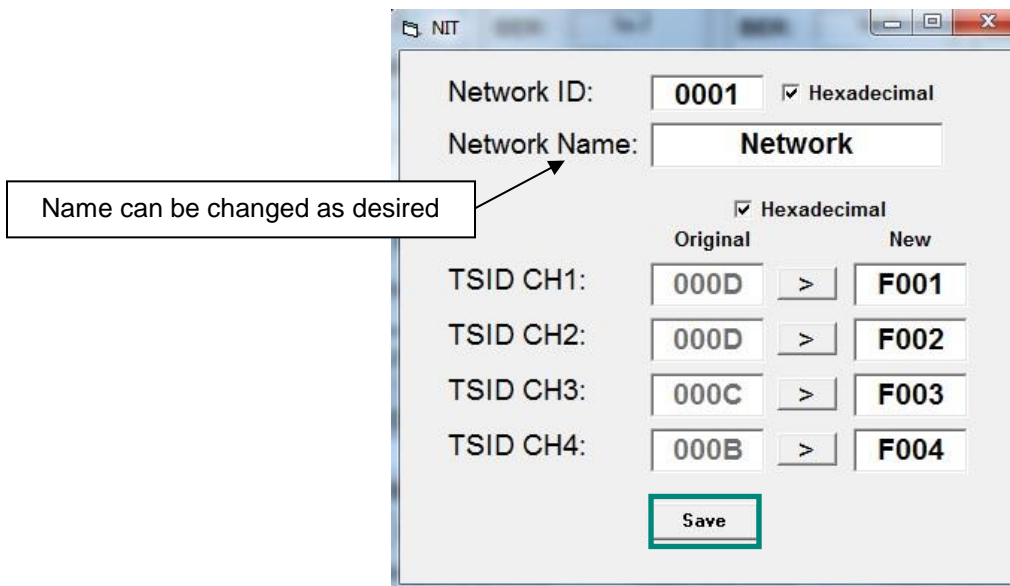 NIT
Network ID: 0001 Hexadecimal
Network Name: Network
Name can be changed as desired
Hexadecimal
Original New
TSID CH1: 000D > F001
TSID CH2: 000D > F002
TSID CH3: 000C > F003
TSID CH4: 000B > F004
Save